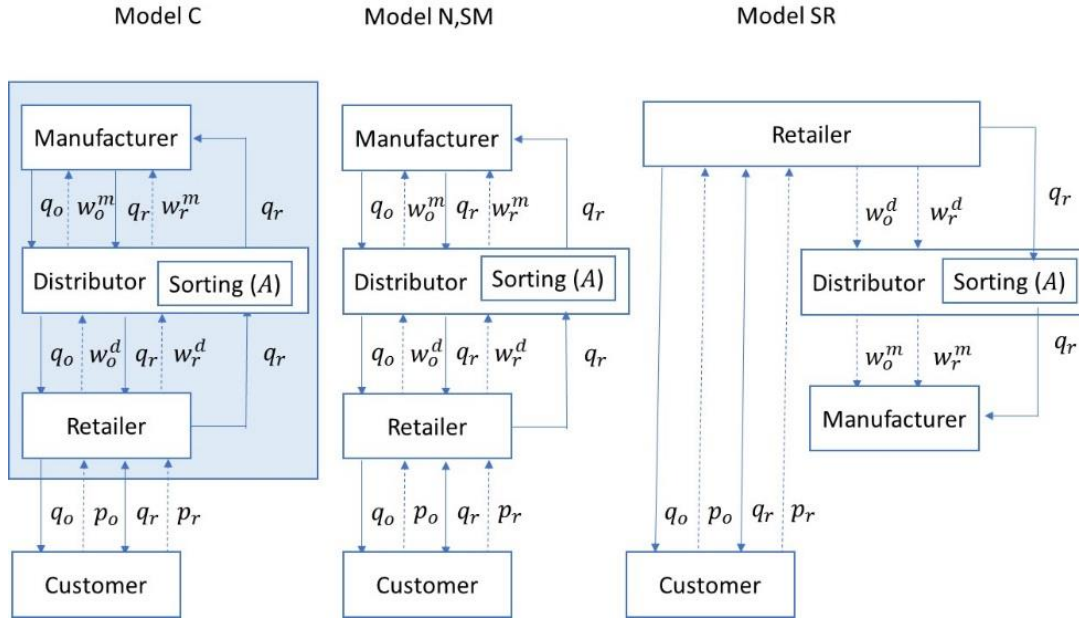 Model C
Model N,SM
Model SR
Manufacturer
q_o w_o^m q_r w_r^m q_r
Distributor Sorting (A)
q_o w_o^d q_r w_r^d q_r
Retailer
q_o p_o q_r p_r
Customer
Manufacturer
q_o w_o^m q_r w_r^m q_r
Distributor Sorting (A)
q_o w_o^d q_r w_r^d q_r
Retailer
q_o p_o q_r p_r
Customer
Retailer
w_o^d w_r^d q_r
Distributor Sorting (A)
w_o^m w_r^m q_r
Manufacturer
q_o p_o q_r p_r
Customer